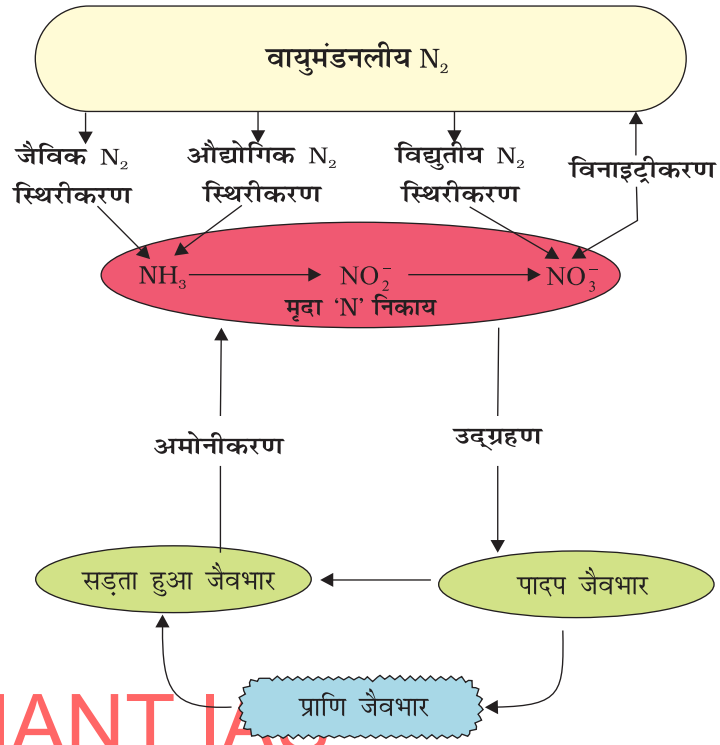 वायुमंडनलीय N₂
जैविक N₂
स्थिरीकरण
औद्योगिक N₂
स्थिरीकरण
विद्युतीय N₂
स्थिरीकरण
विनाइट्रीकरण
NH₃
NO₂⁻
NO₃⁻
मृदा ‘N’ निकाय
अमोनीकरण
उद्ग्रहण
सड़ता हुआ जैवभार
पादप जैवभार
प्राणि जैवभार